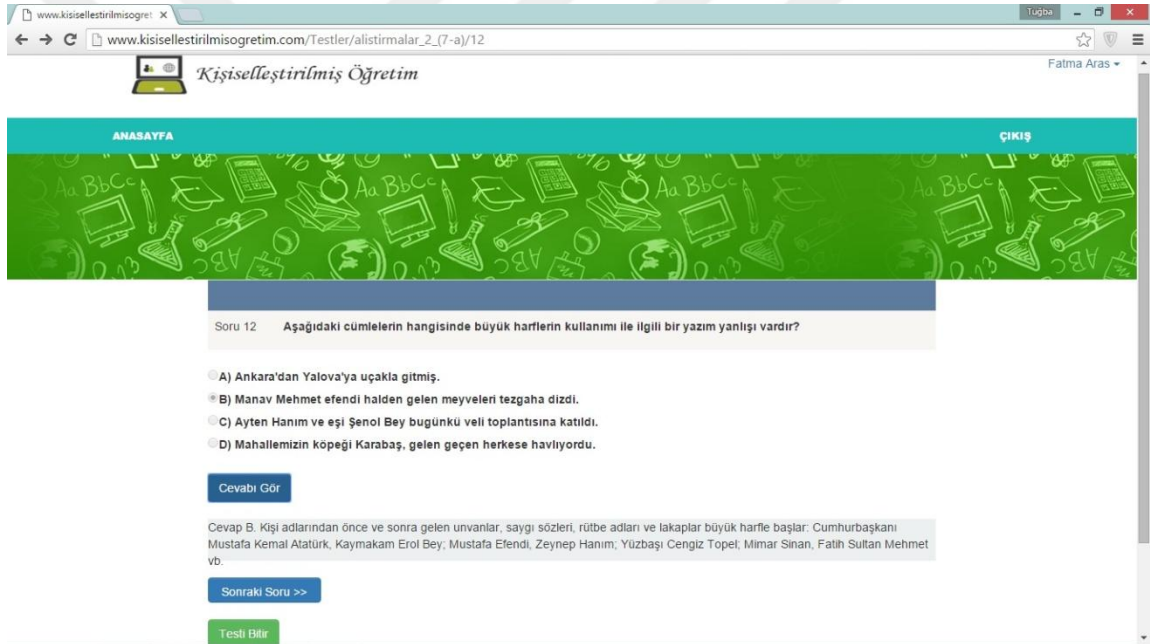 www.kisisellestirilmisogret
Tuğba
www.kisisellestirilmisogretim.com/Testler/alistirmalar_2_(7-a)/12
Kişiselleştirilmiş Öğretim
Fatma Aras
ANASAYFA
ÇIKIŞ
Soru 12 Aşağıdaki cümlelerin hangisinde büyük harflerin kullanımı ile ilgili bir yazım yanlışı vardır?
A) Ankara'dan Yalova'ya uçakla gitmiş.
B) Manav Mehmet efendi halden gelen meyveleri tezgaha dizdi.
C) Ayten Hanım ve eşi Şenol Bey bugünkü veli toplantısına katıldı.
D) Mahallemizin köpeği Karabaş, gelen geçen herkese havlıyordu.
Cevabı Gör
Cevap B. Kişi adlarından önce ve sonra gelen unvanlar, saygı sözleri, rütbe adları ve lakaplar büyük harfle başlar: Cumhurbaşkanı
Mustafa Kemal Atatürk, Kaymakam Erol Bey; Mustafa Efendi, Zeynep Hanım; Yüzbaşı Cengiz Topel; Mimar Sinan, Fatih Sultan Mehmet
vb.
Sonraki Soru >>
Testi Bitir